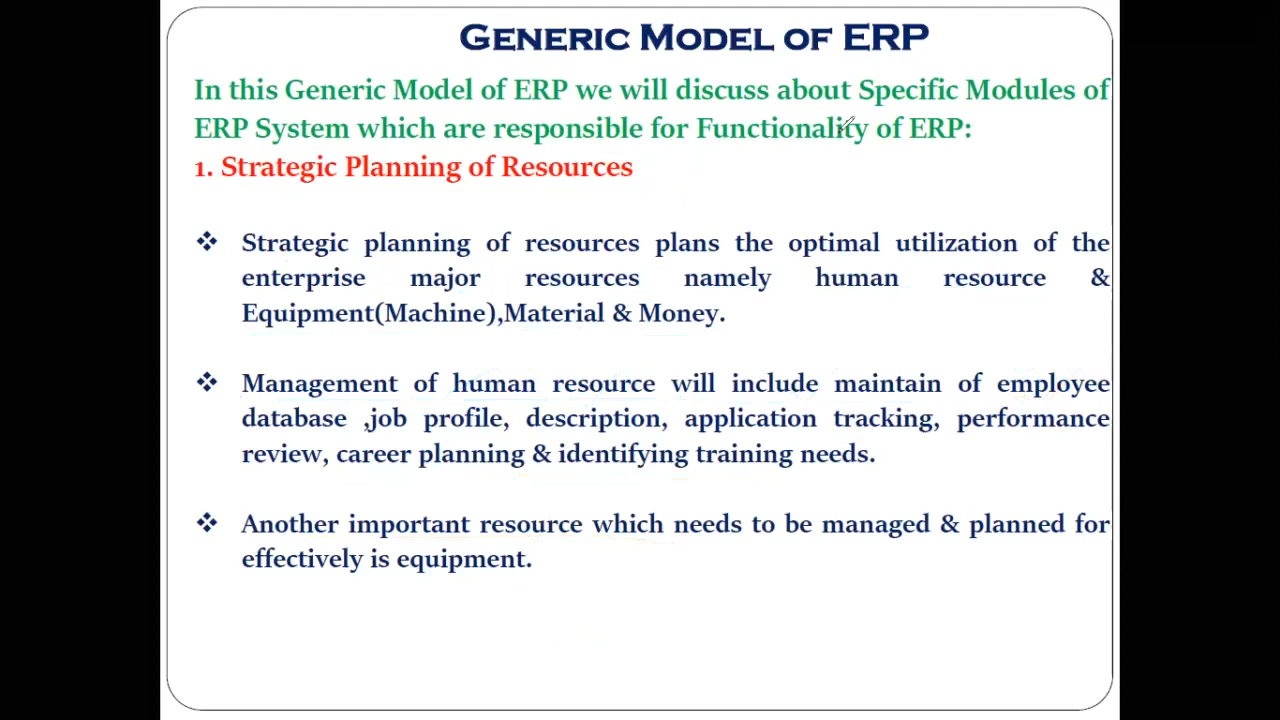 GENERIC MODEL OF ERP
In this Generic Model of ERP we will discuss about Specific Modules of
ERP System which are responsible for Functionality of ERP:
1. Strategic Planning of Resources
❖ Strategic planning of resources plans the optimal utilization of the
enterprise major resources namely human resource &
Equipment(Machine),Material & Money.
❖ Management of human resource will include maintain of employee
database ,job profile, description, application tracking, performance
review, career planning & identifying training needs.
❖ Another important resource which needs to be managed & planned for
effectively is equipment.